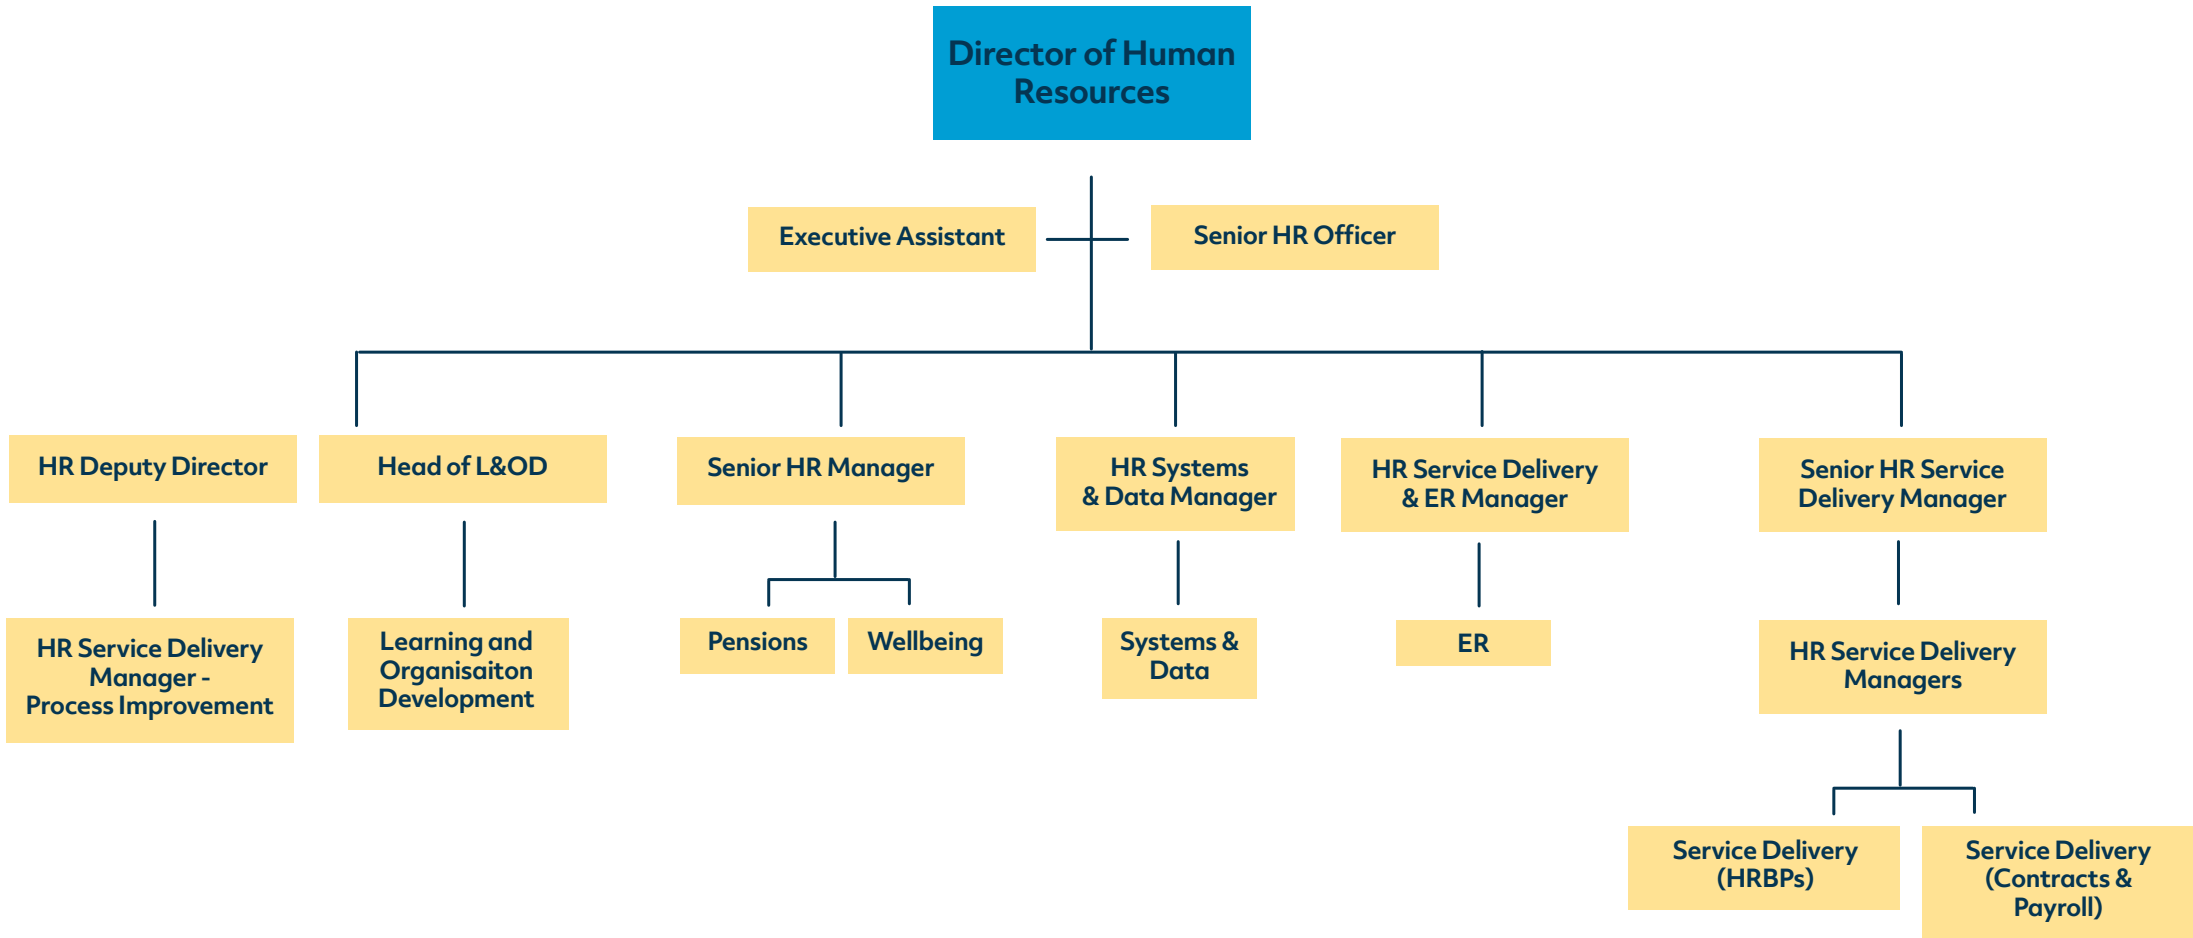 Director of Human
Resources
Executive Assistant
Senior HR Officer
HR Deputy Director
Head of L&OD
Senior HR Manager
HR Systems
& Data Manager
HR Service Delivery
& ER Manager
Senior HR Service
Delivery Manager
HR Service Delivery
Manager -
Process Improvement
Learning and
Organisaiton
Development
Pensions
Wellbeing
Systems &
Data
ER
HR Service Delivery
Managers
Service Delivery
(HRBPs)
Service Delivery
(Contracts &
Payroll)